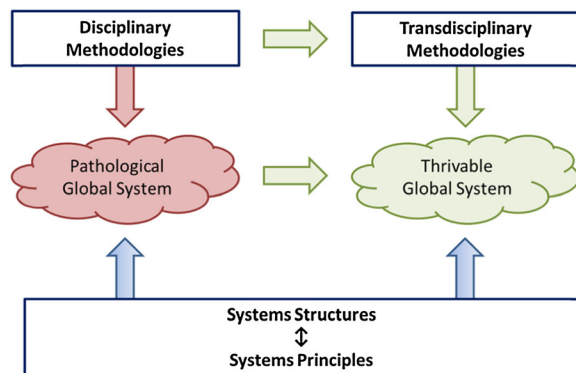 Disciplinary
Methodologies
Transdisciplinary
Methodologies
Pathological
Global System
Thrivable
Global System
Systems Structures
↕
Systems Principles